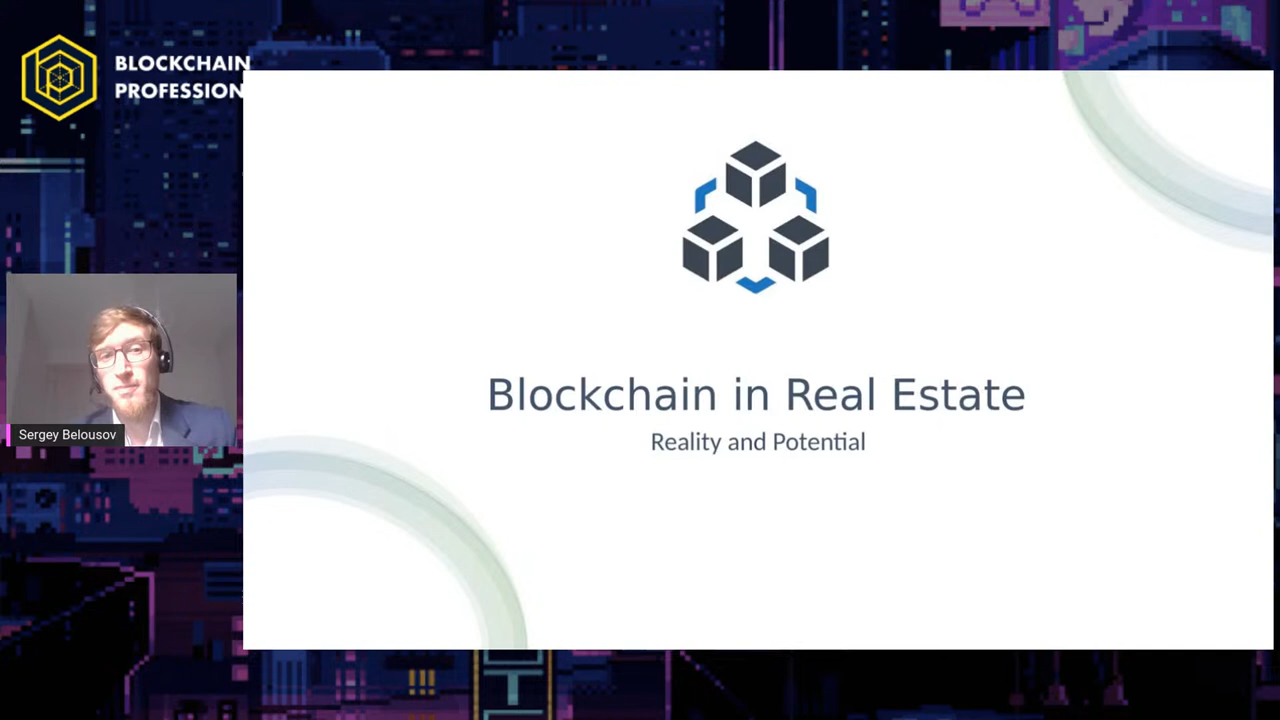 BLOCKCHAIN
PROFESSION
Sergey Belousov
Blockchain in Real Estate
Reality and Potential